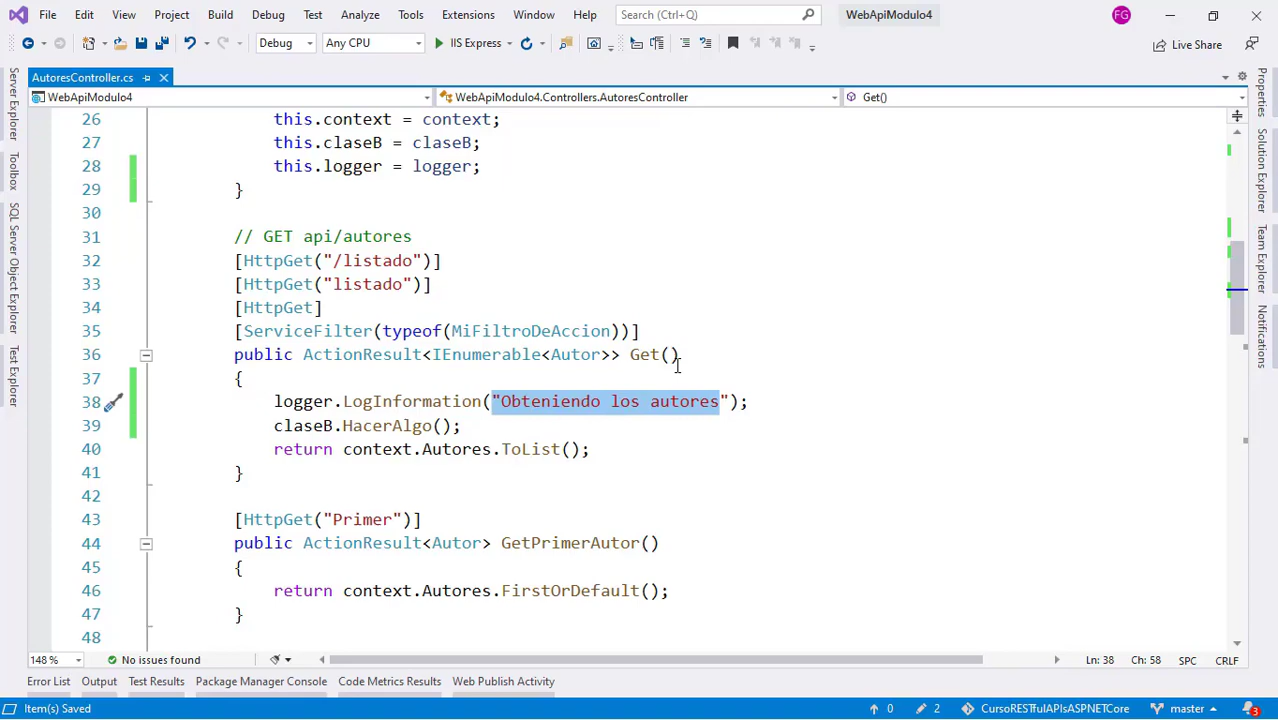 File Edit View Project Build Debug Test Analyze Tools Extensions Window Help Search (Ctrl+Q) WebApiModulo4 FG
Debug Any CPU IIS Express Live Share
AutoresController.cs
WebApiModulo4 WebApiModulo4.Controllers.AutoresController Get()
Server Explorer
Toolbox
SQL Server Object Explorer
Test Explorer
26 this.context = context;
27 this.claseB = claseB;
28 this.logger = logger;
29 }
30
31 // GET api/autores
32 [HttpGet("/listado")]
33 [HttpGet("listado")]
34 [HttpGet]
35 [ServiceFilter(typeof(MiFiltroDeAccion))]
36 public ActionResult<IEnumerable<Autor>> Get()
37 {
38 logger.LogInformation("Obteniendo los autores");
39 claseB.HacerAlgo();
40 return context.Autores.ToList();
41 }
42
43 [HttpGet("Primer")]
44 public ActionResult<Autor> GetPrimerAutor()
45 {
46 return context.Autores.FirstOrDefault();
47 }
48
Properties
Solution Explorer
Team Explorer
Notifications
148 % No issues found Ln: 38 Ch: 58 SPC CRLF
Error List Output Test Results Package Manager Console Code Metrics Results Web Publish Activity
Item(s) Saved 0 2 CursoRESTfulAPIsASPNETCore master 3